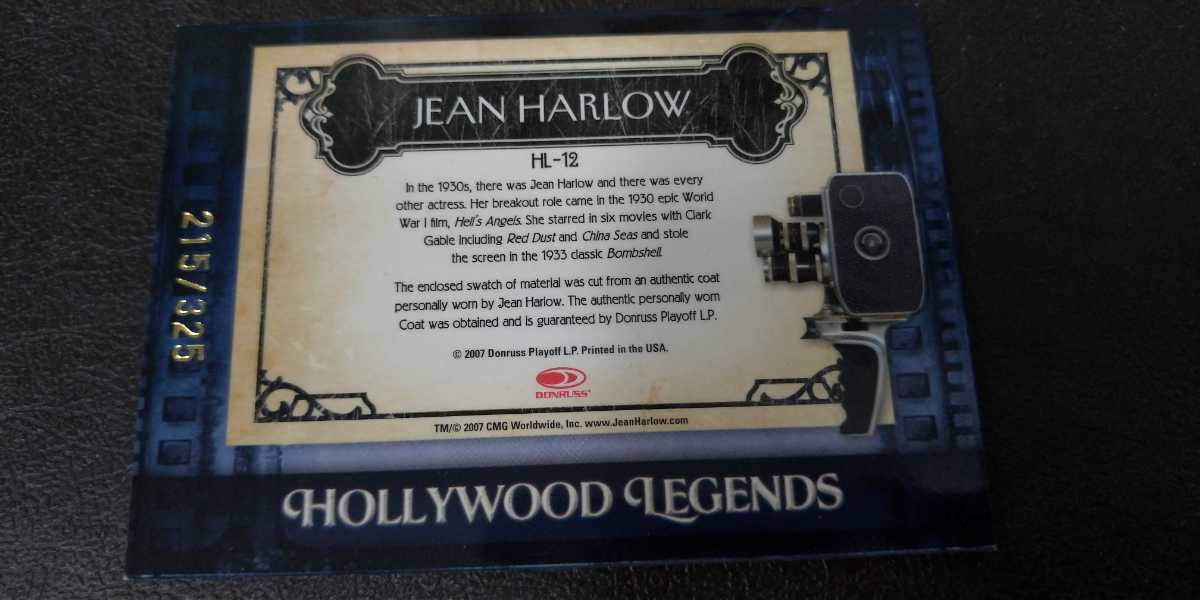 JEAN HARLOW
HL-12
In the 1930s, there was Jean Harlow and there was every
other actress. Her breakout role came in the 1930 epic World
War I film, Hell's Angels. She starred in six movies with Clark
Gable including Red Dust and China Seas and stole
the screen in the 1933 classic Bombshell.
The enclosed swatch of material was cut from an authentic coat
personally worn by Jean Harlow. The authentic personally worn
Coat was obtained and is guaranteed by Donruss Playoff L.P.
© 2007 Donruss Playoff L.P. Printed in the USA.
DONRUSS
TM/© 2007 CMG Worldwide, Inc. www.JeanHarlow.com
HOLLYWOOD LEGENDS
215/325